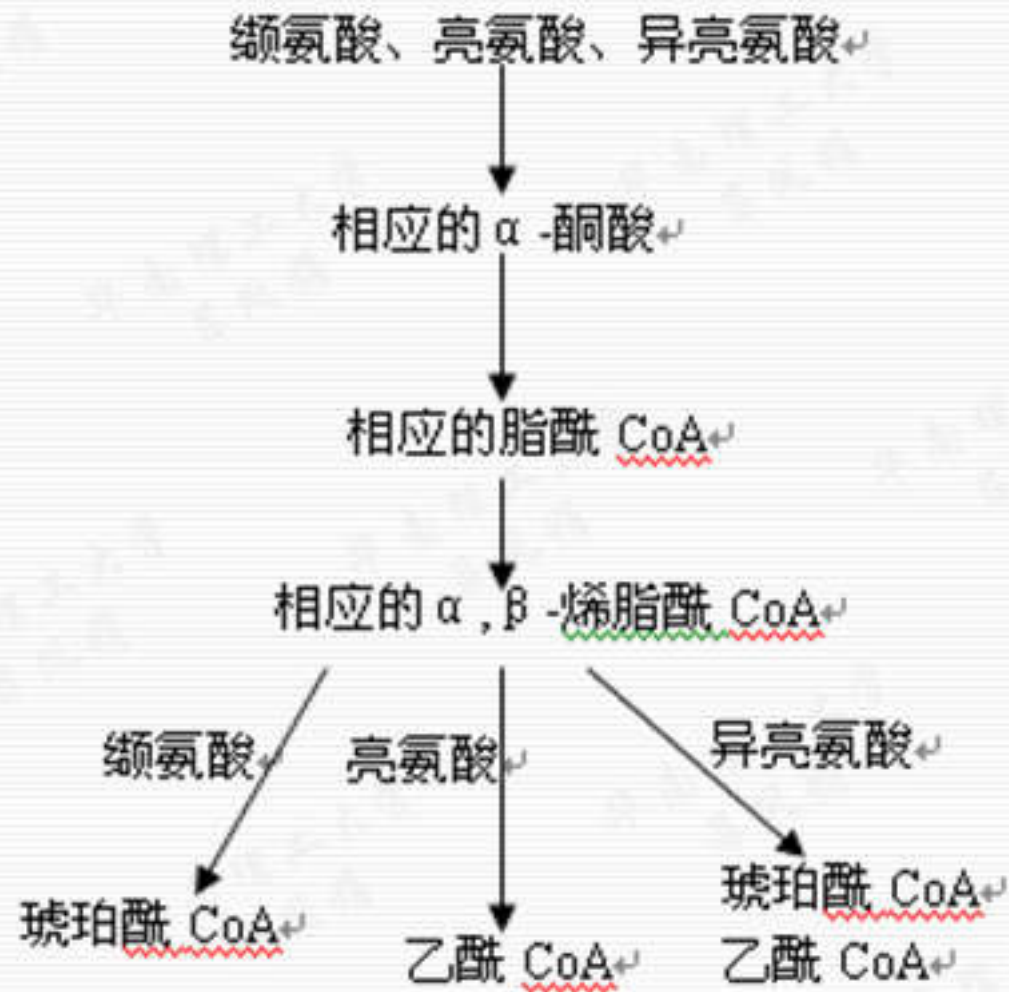 缬氨酸、亮氨酸、异亮氨酸
相应的α-酮酸
相应的脂酰 CoA
相应的α,β-烯脂酰 CoA
缬氨酸
亮氨酸
异亮氨酸
琥珀酰 CoA
乙酰 CoA
琥珀酰 CoA
乙酰 CoA